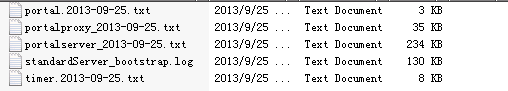 portal.2013-09-25.txt 2013/9/25 ... Text Document 3 KB
portalproxy_2013-09-25.txt 2013/9/25 ... Text Document 35 KB
portalserver_2013-09-25.txt 2013/9/25 ... Text Document 234 KB
standardServer_bootstrap.log 2013/9/25 ... Text Document 130 KB
timer.2013-09-25.txt 2013/9/25 ... Text Document 8 KB